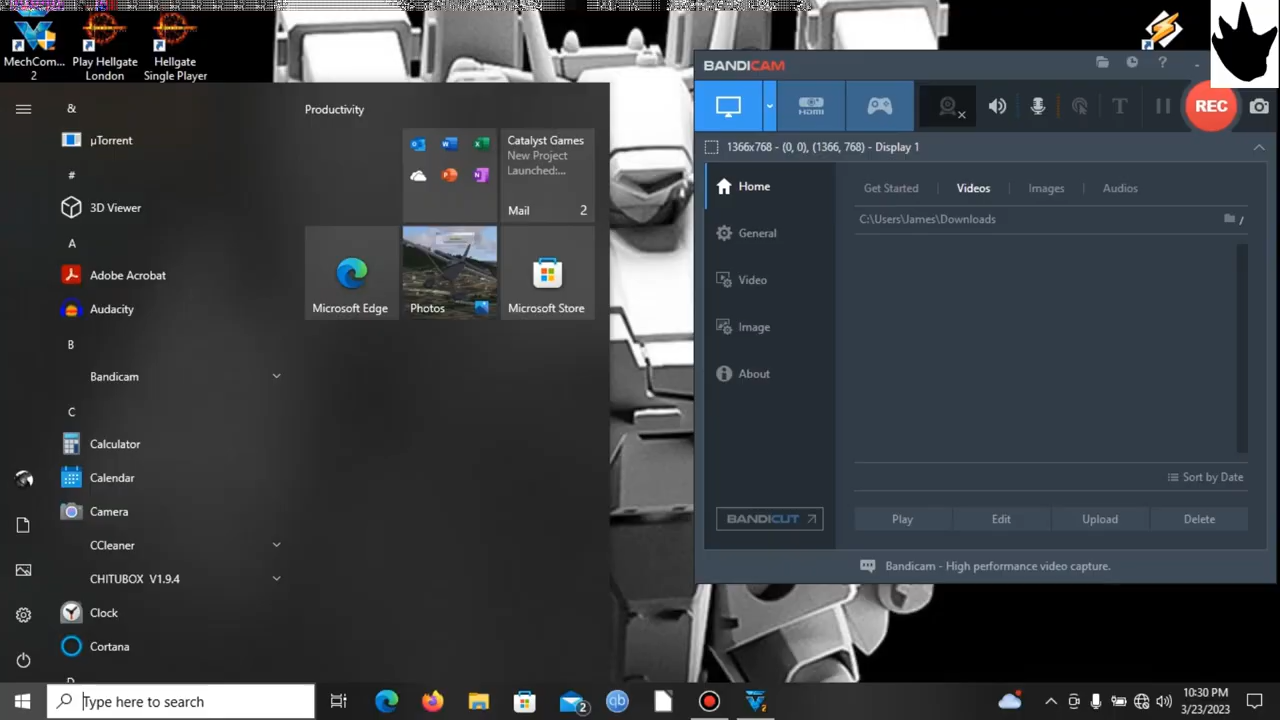 MechCom...
2
Play Hellgate
London
Hellgate
Single Player
&
µTorrent
#
3D Viewer
A
Adobe Acrobat
Audacity
B
Bandicam
C
Calculator
Calendar
Camera
CCleaner
CHITUBOX V1.9.4
Clock
Cortana
Productivity
Catalyst Games
New Project
Launched:...
Mail 2
Microsoft Edge
Photos
Microsoft Store
BANDICAM
?
HDMI
T
REC
1366x768 - (0, 0), (1366, 768) - Display 1
Home
General
Video
Image
About
BANDICUT
Get Started
Videos
Images
Audios
C:\Users\James\Downloads
/
Sort by Date
Play
Edit
Upload
Delete
Bandicam - High performance video capture.
Type here to search
2
qb
2
10:30 PM
3/23/2023